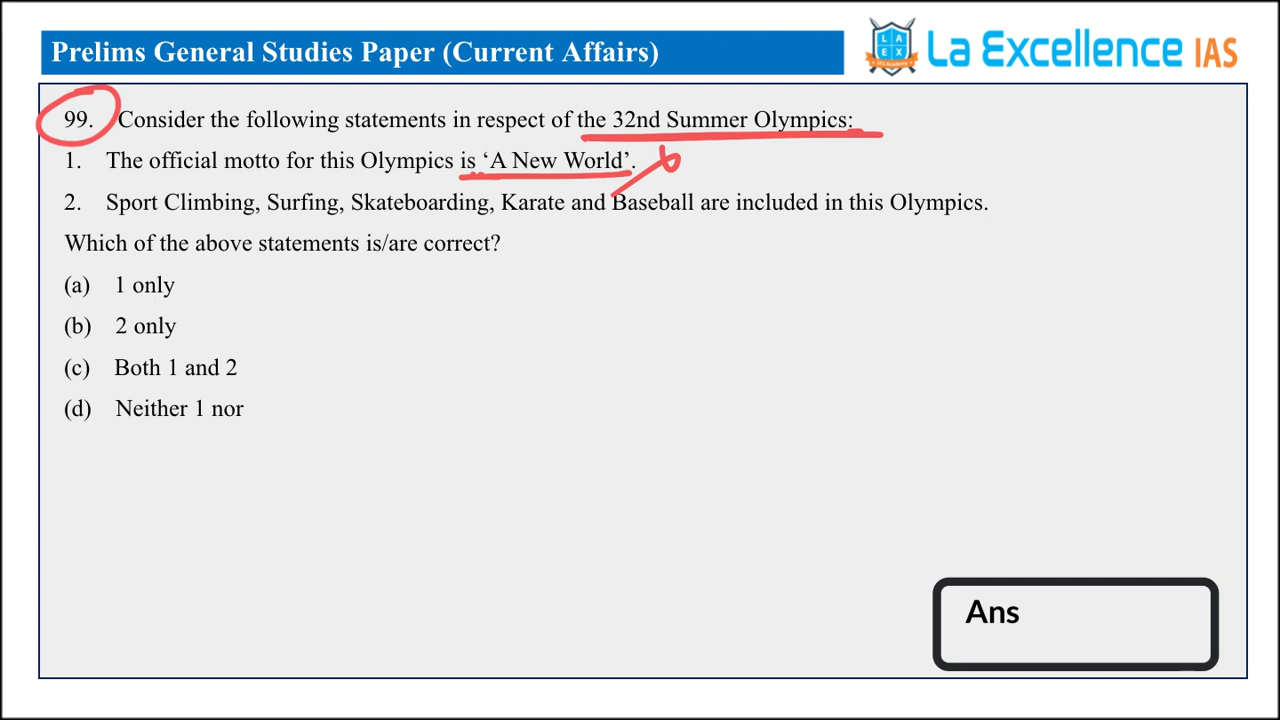 Prelims General Studies Paper (Current Affairs)
La Excellence IAS
99. Consider the following statements in respect of the 32nd Summer Olympics:
1. The official motto for this Olympics is ‘A New World’.
2. Sport Climbing, Surfing, Skateboarding, Karate and Baseball are included in this Olympics.
Which of the above statements is/are correct?
(a) 1 only
(b) 2 only
(c) Both 1 and 2
(d) Neither 1 nor
Ans